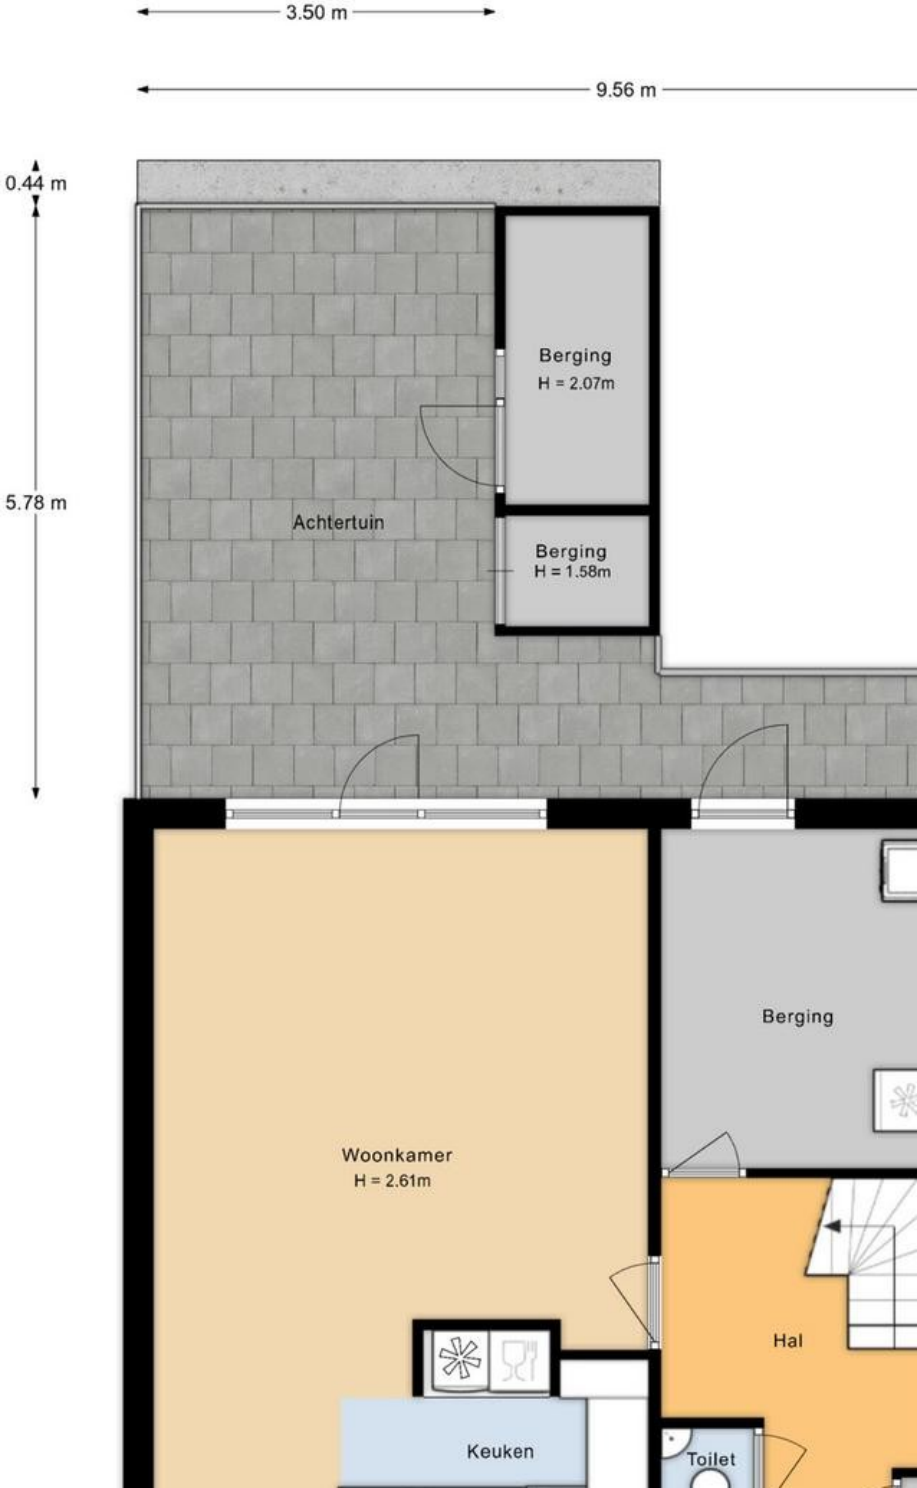 3.50 m
9.56 m
0.44 m
Berging
H = 2.07m
5.78 m
Achtertuin
Berging
H = 1.58m
Berging
Woonkamer
H = 2.61m
Hal
Keuken
Toilet